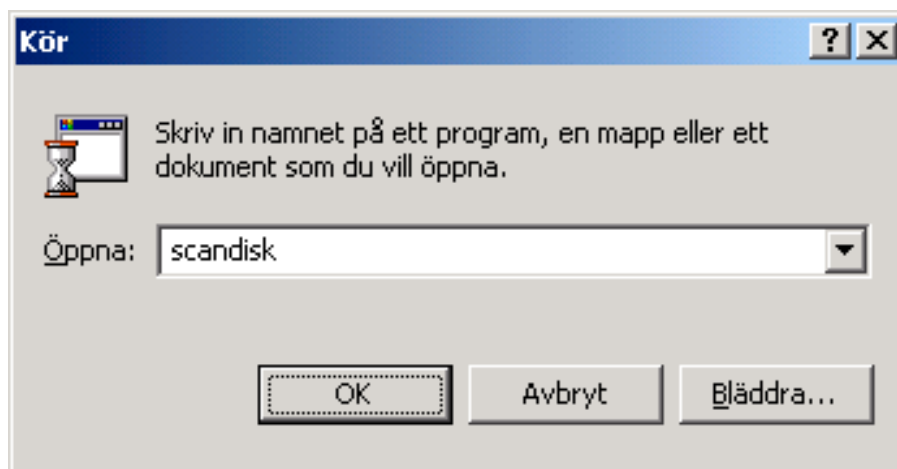 Kör
Skriv in namnet på ett program, en mapp eller ett
dokument som du vill öppna.
Öppna: scandisk
OK Avbryt Bläddra...